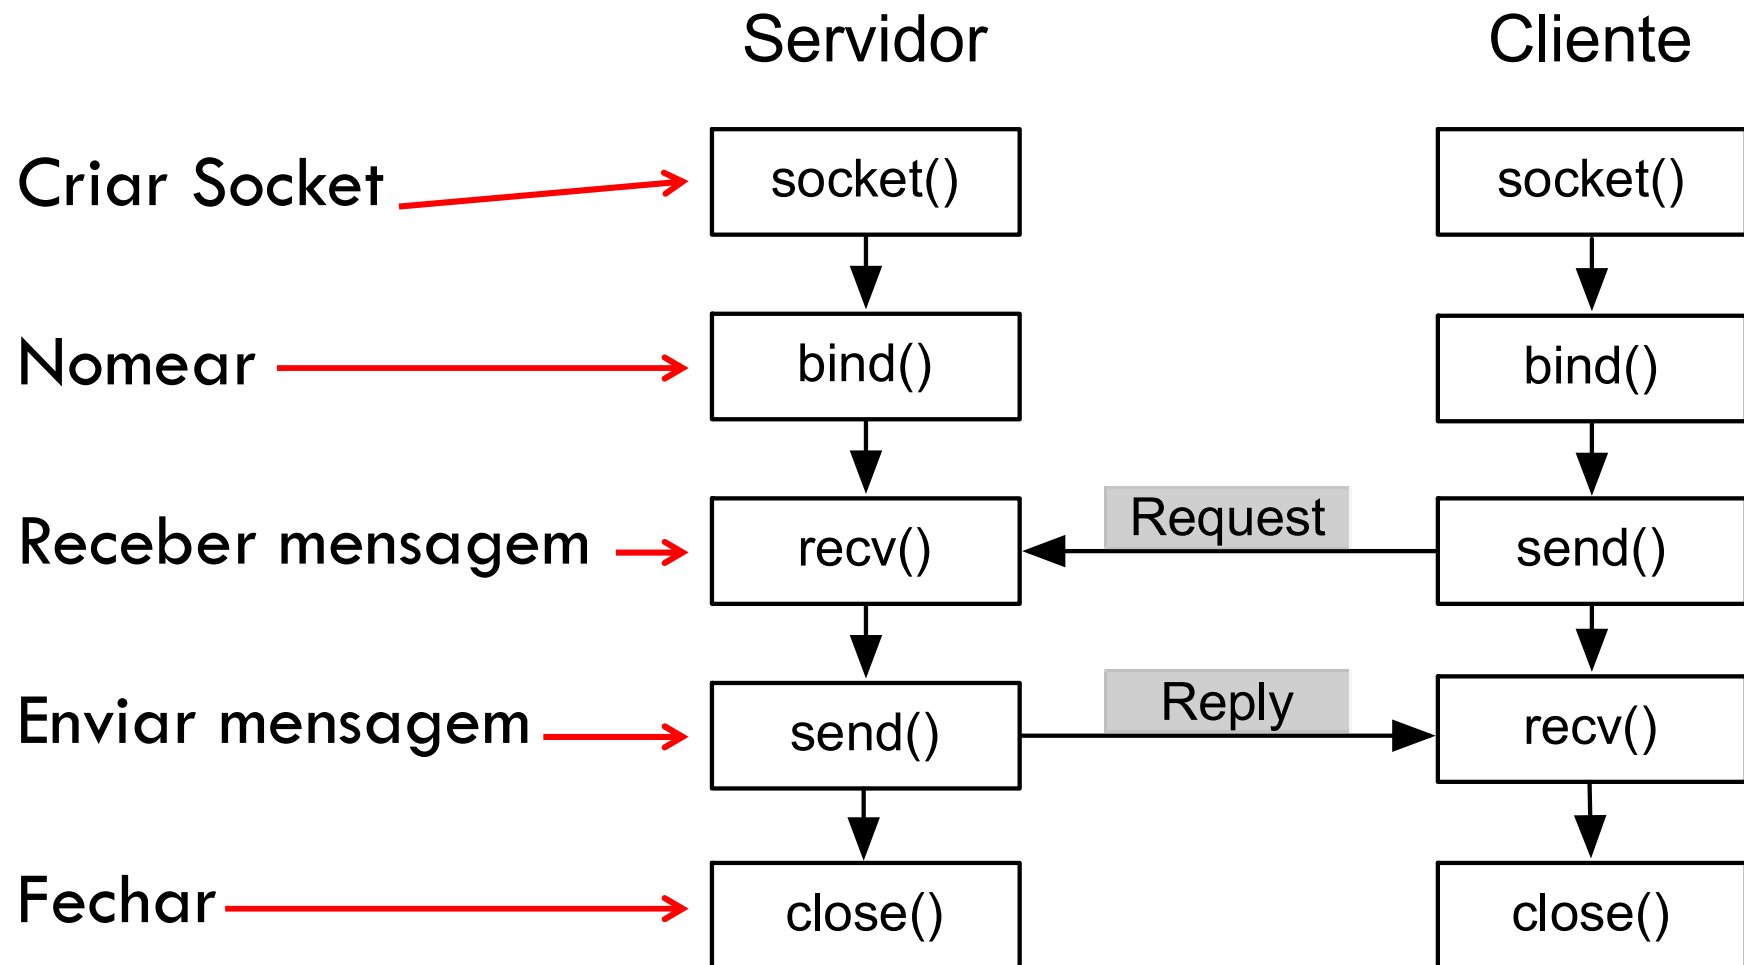 Servidor
Cliente
Criar Socket
socket()
socket()
Nomear
bind()
bind()
Receber mensagem
recv()
Request
send()
Enviar mensagem
send()
Reply
recv()
Fechar
close()
close()